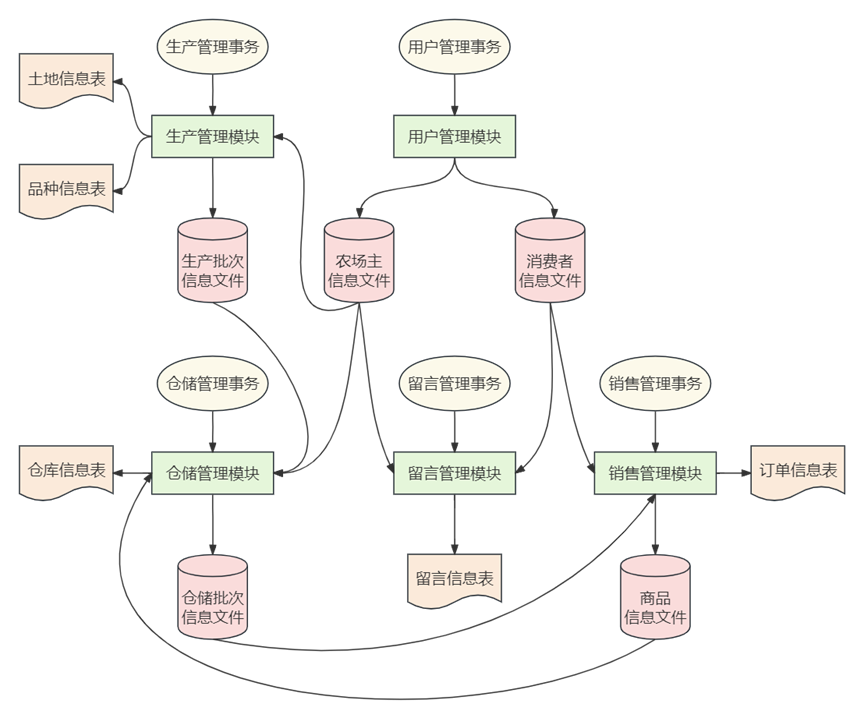 生产管理事务
用户管理事务
土地信息表
生产管理模块
用户管理模块
品种信息表
生产批次
信息文件
农场主
信息文件
消费者
信息文件
仓储管理事务
留言管理事务
销售管理事务
仓库信息表
仓储管理模块
留言管理模块
销售管理模块
订单信息表
留言信息表
仓储批次
信息文件
商品
信息文件